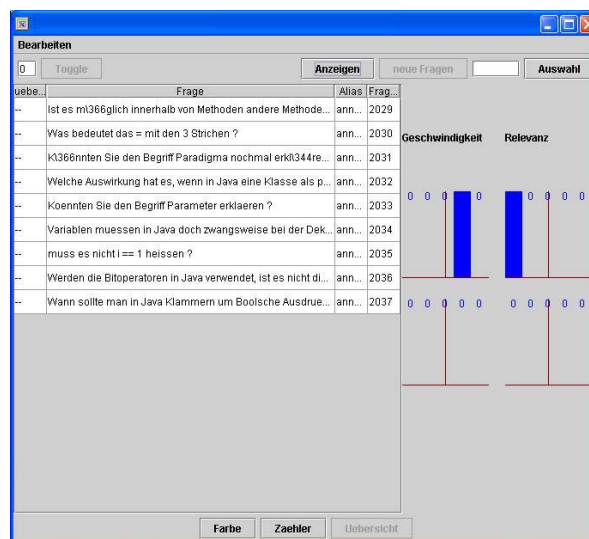 Bearbeiten
0 Toggle Anzeigen neue Fragen Auswahl
uebe... Frage Alias Frag...
-- Ist es m\366glich innerhalb von Methoden andere Methode... ann... 2029
-- Was bedeutet das = mit den 3 Strichen ? ann... 2030
-- K\366nnten Sie den Begriff Paradigma nochmal erkl\344re... ann... 2031
-- Welche Auswirkung hat es, wenn in Java eine Klasse als p... ann... 2032
-- Koennten Sie den Begriff Parameter erklaeren ? ann... 2033
-- Variablen muessen in Java doch zwangsweise bei der Dek... ann... 2034
-- muss es nicht i == 1 heissen ? ann... 2035
-- Werden die Bitoperatoren in Java verwendet, ist es nicht di... ann... 2036
-- Wann sollte man in Java Klammern um Boolsche Ausdrue... ann... 2037
Geschwindigkeit Relevanz
0 0 0 0 0 0 0 0
0 0 0 0 0 0 0 0 0 0
Farbe Zaehler Uebersicht